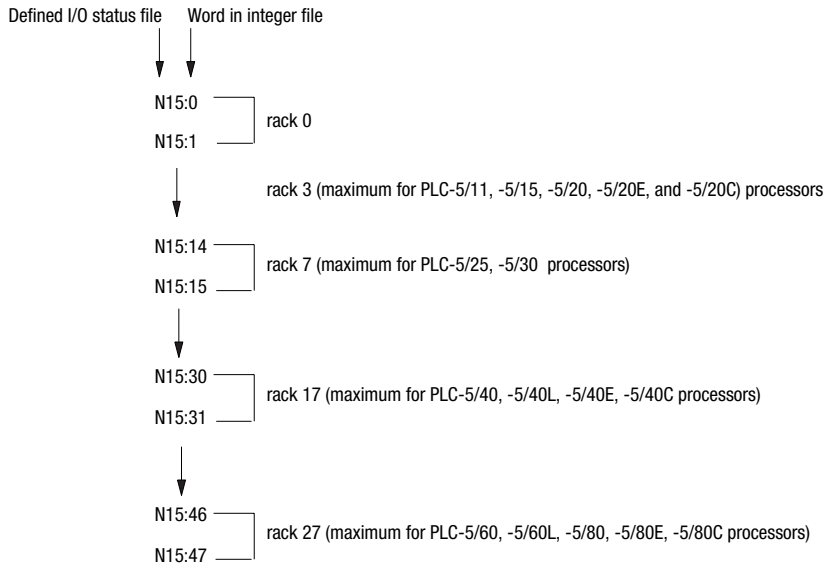 Defined I/O status file Word in integer file
N15:0
rack 0
N15:1
rack 3 (maximum for PLC-5/11, -5/15, -5/20, -5/20E, and -5/20C) processors
N15:14
rack 7 (maximum for PLC-5/25, -5/30 processors)
N15:15
N15:30
rack 17 (maximum for PLC-5/40, -5/40L, -5/40E, -5/40C processors)
N15:31
N15:46
rack 27 (maximum for PLC-5/60, -5/60L, -5/80, -5/80E, -5/80C processors)
N15:47